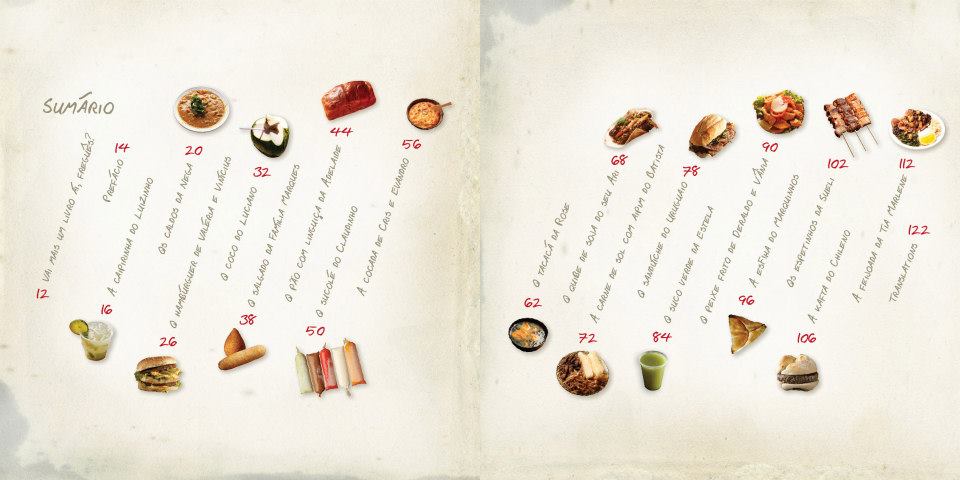 SUMÁRIO
12 VAI MAIS UM LIVRO AÍ, FREGUÊS?
14 PREFÁCIO
16 A CAIPIRINHA DO LUIZINHO
20 OS CALDOS DA NEGA
26 O HAMBÚRGUER DE VALÉRIA E VINÍCIUS
32 O COCO DO LUCIANO
38 O SALGADO DA FAMÍLIA MARQUES
44 O PÃO COM LINGUIÇA DA ADELAIDE
50 O SUCOLÉ DO CLAUDINHO
56 A COCADA DE CRIS E EVANDRO
62 O TACACÁ DA ROSE
68 O QUIBE DE SOJA DO SEU ARI
72 A CARNE DE SOL COM AIPIM DO BATISTA
78 O SANDUÍCHE DO URUGUAIO
84 O SUCO VERDE DA ESTELA
90 O PEIXE FRITO DE DERALDO E VÂNIA
96 A ESFIHA DO MARQUINHOS
102 OS ESPETINHOS DA SUELI
106 A KAFTA DO CHILENO
112 A FEIJOADA DA TIA MARLENE
122 TRANSLATIONS